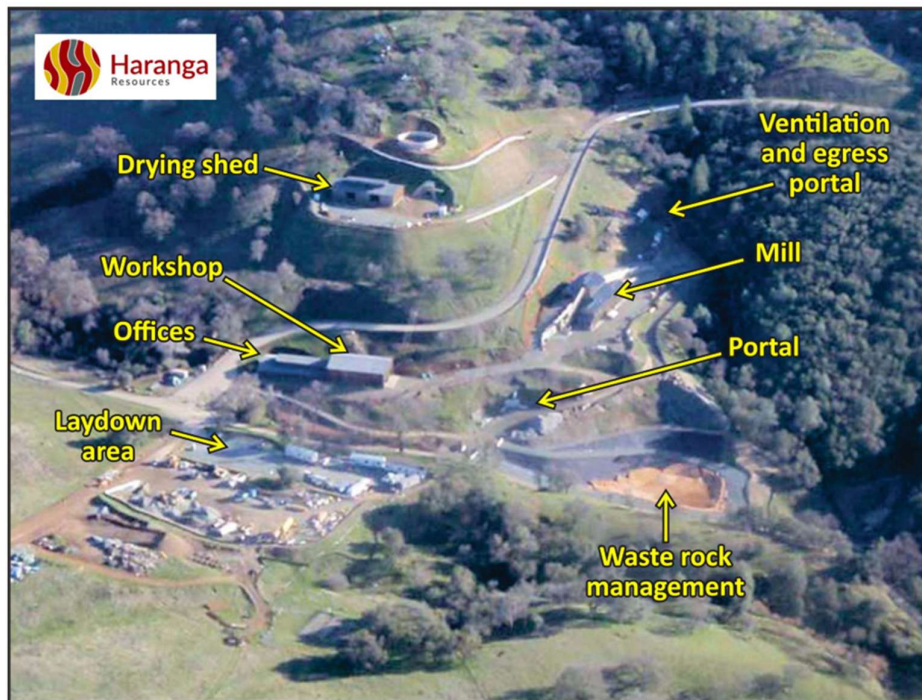 Haranga
Resources
Ventilation
and egress
portal
Drying shed
Workshop
Mill
Offices
Portal
Laydown
area
Waste rock
management